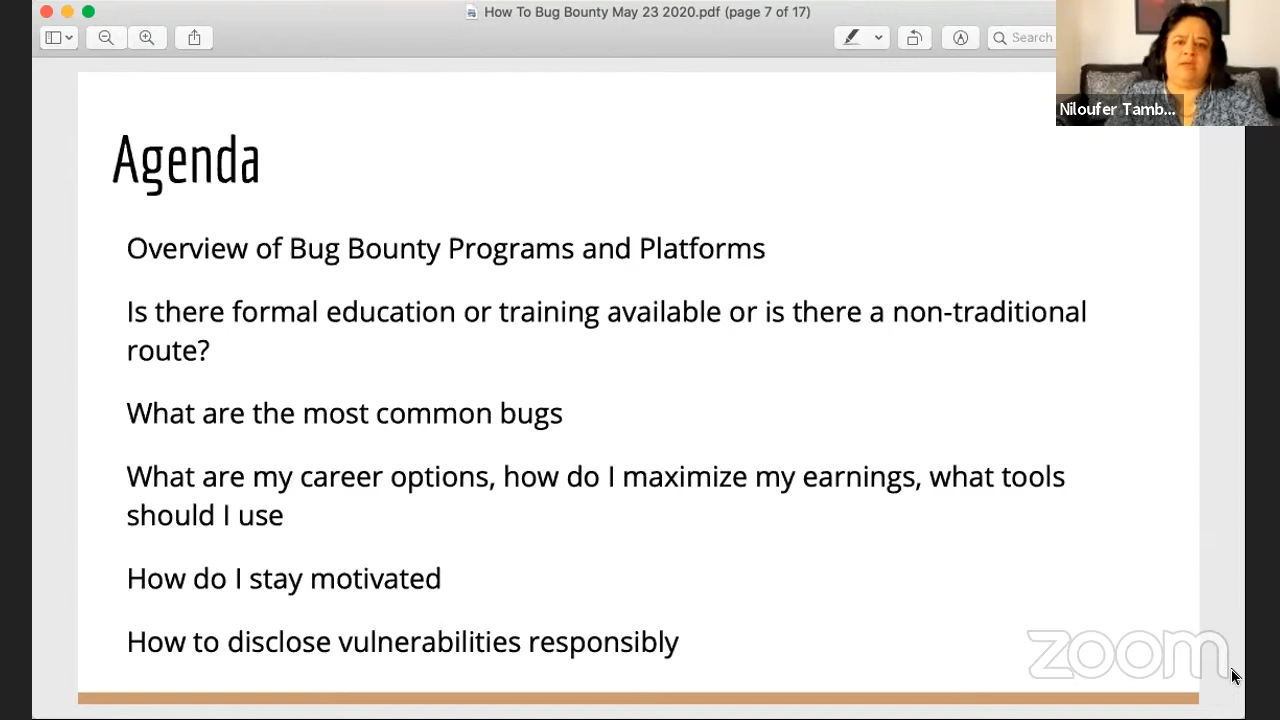 How To Bug Bounty May 23 2020.pdf (page 7 of 17)
Search
Niloufer Tamb...
Agenda
Overview of Bug Bounty Programs and Platforms
Is there formal education or training available or is there a non-traditional
route?
What are the most common bugs
What are my career options, how do I maximize my earnings, what tools
should I use
How do I stay motivated
How to disclose vulnerabilities responsibly
zoom